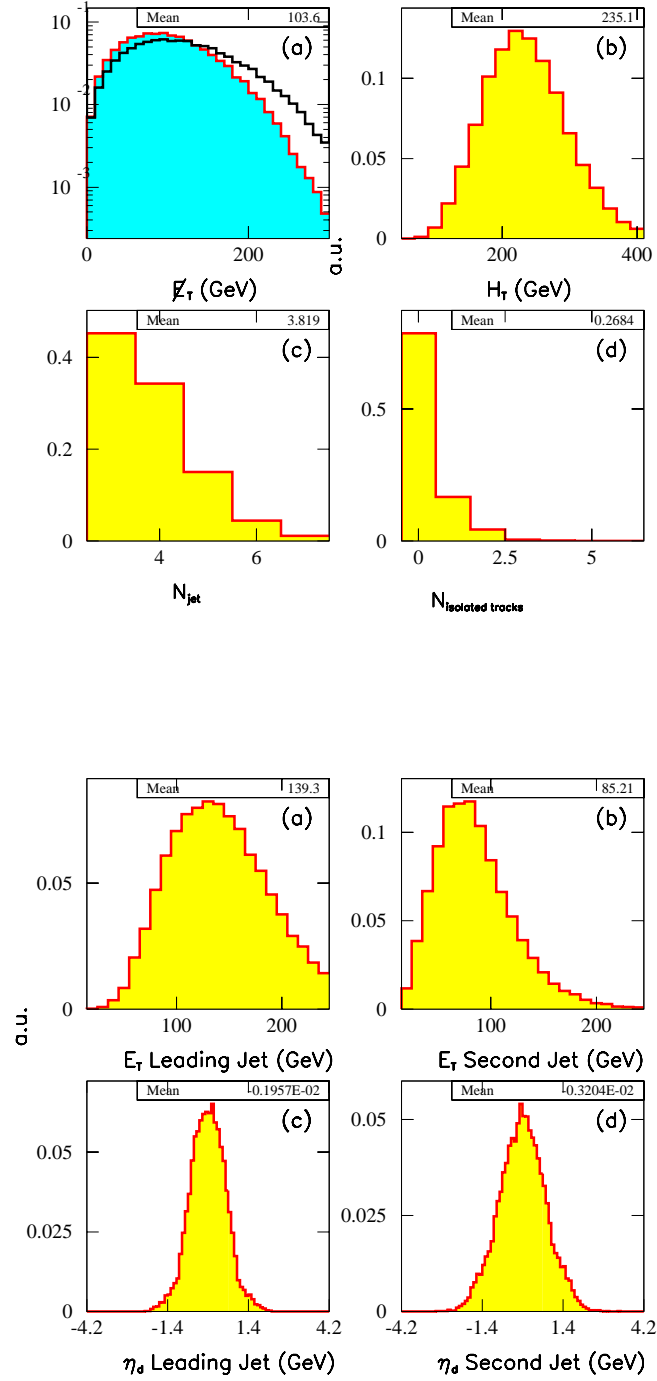 Mean 103.6
(a)
10⁻¹
10⁻²
10⁻³
0 200
E̸T (GeV)
Mean 235.1
(b)
0.1
0.05
0
200 400
HT (GeV)
a.u.
Mean 3.819
(c)
0.4
0.2
0
4 6
Njet
Mean 0.2684
(d)
0.5
0
0 2.5 5
Nisolated tracks
Mean 139.3
(a)
0.05
0
100 200
ET Leading Jet (GeV)
Mean 85.21
(b)
0.1
0.05
0
100 200
ET Second Jet (GeV)
a.u.
Mean -0.1957E-02
(c)
0.05
0.025
0
-4.2 -1.4 1.4 4.2
ηd Leading Jet (GeV)
Mean -0.3204E-02
(d)
0.05
0.025
0
-4.2 -1.4 1.4 4.2
ηd Second Jet (GeV)